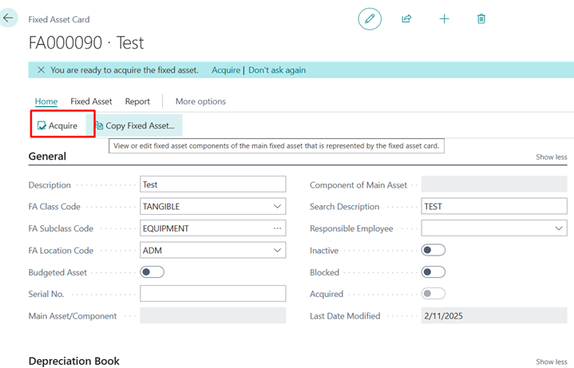 Fixed Asset Card
FA000090 · Test
You are ready to acquire the fixed asset. Acquire | Don't ask again
Home Fixed Asset Report More options
Acquire Copy Fixed Asset...
View or edit fixed asset components of the main fixed asset that is represented by the fixed asset card.
General Show less
Description Test Component of Main Asset
FA Class Code TANGIBLE Search Description TEST
FA Subclass Code EQUIPMENT Responsible Employee
FA Location Code ADM Inactive
Budgeted Asset Blocked
Serial No. Acquired
Main Asset/Component Last Date Modified 2/11/2025
Depreciation Book Show less